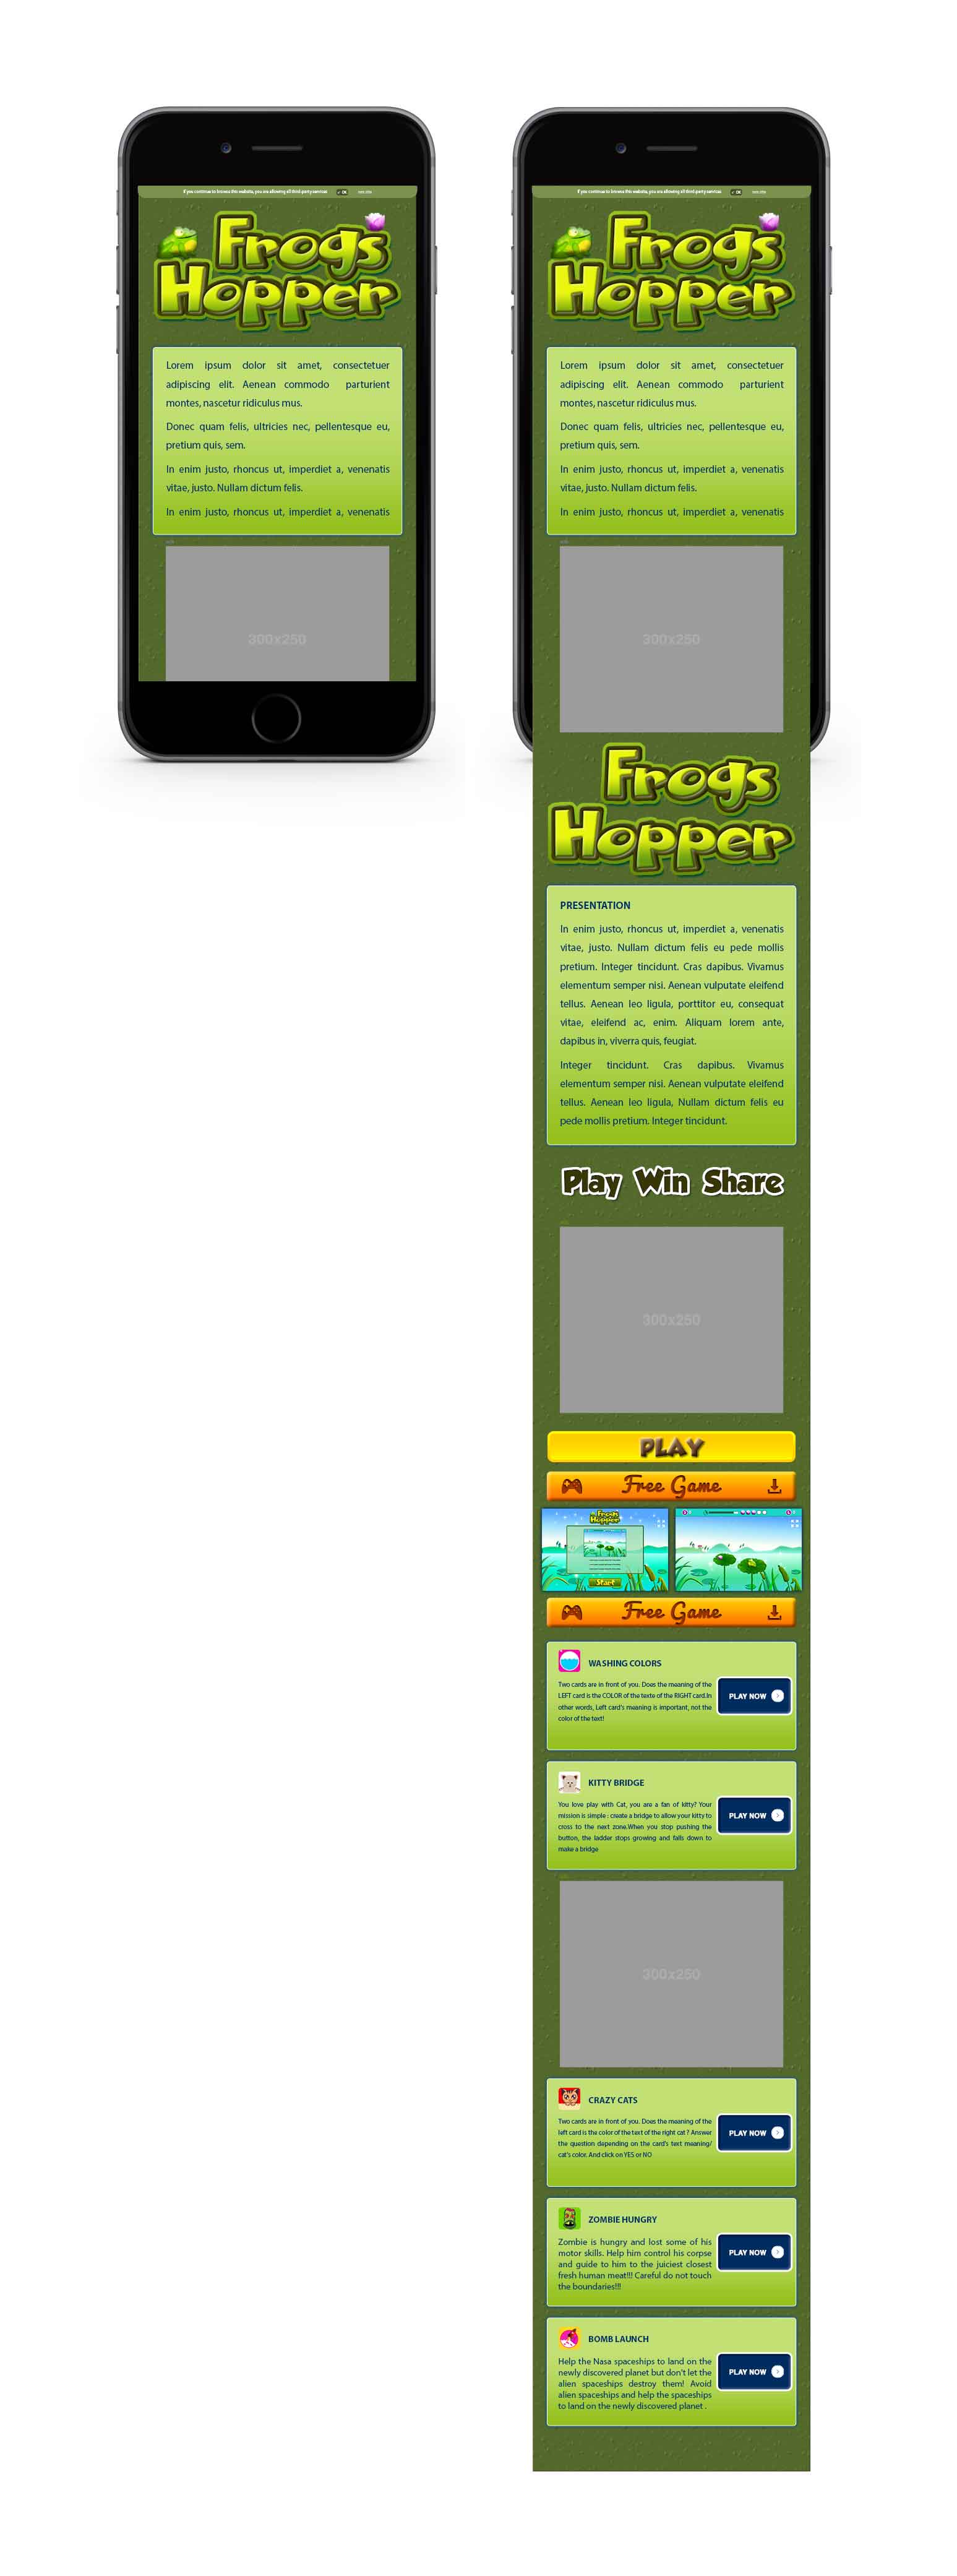 If you continue to browse this website, you are allowing all third-party services
✓ OK
Frogs
Hopper
Lorem ipsum dolor sit amet, consectetuer
adipiscing elit. Aenean commodo parturient
montes, nascetur ridiculus mus.
Donec quam felis, ultricies nec, pellentesque eu,
pretium quis, sem.
In enim justo, rhoncus ut, imperdiet a, venenatis
vitae, justo. Nullam dictum felis.
In enim justo, rhoncus ut, imperdiet a, venenatis
300x250
If you continue to browse this website, you are allowing all third-party services
✓ OK
Frogs
Hopper
Lorem ipsum dolor sit amet, consectetuer
adipiscing elit. Aenean commodo parturient
montes, nascetur ridiculus mus.
Donec quam felis, ultricies nec, pellentesque eu,
pretium quis, sem.
In enim justo, rhoncus ut, imperdiet a, venenatis
vitae, justo. Nullam dictum felis.
In enim justo, rhoncus ut, imperdiet a, venenatis
300x250
Frogs
Hopper
PRESENTATION
In enim justo, rhoncus ut, imperdiet a, venenatis
vitae, justo. Nullam dictum felis eu pede mollis
pretium. Integer tincidunt. Cras dapibus. Vivamus
elementum semper nisi. Aenean vulputate eleifend
tellus. Aenean leo ligula, porttitor eu, consequat
vitae, eleifend ac, enim. Aliquam lorem ante,
dapibus in, viverra quis, feugiat.
Integer tincidunt. Cras dapibus. Vivamus
elementum semper nisi. Aenean vulputate eleifend
tellus. Aenean leo ligula, Nullam dictum felis eu
pede mollis pretium. Integer tincidunt.
Play Win Share
300x250
PLAY
Free Game
Frogs
Hopper
Start
Free Game
WASHING COLORS
Two cards are in front of you. Does the meaning of the
LEFT card is the COLOR of the texte of the RIGHT card.In
other words, Left card's meaning is important, not the
color of the text!
PLAY NOW
KITTY BRIDGE
You love play with Cat, you are a fan of kitty? Your
mission is simple : create a bridge to allow your kitty to
cross to the next zone.When you stop pushing the
button, the ladder stops growing and falls down to
make a bridge
PLAY NOW
300x250
CRAZY CATS
Two cards are in front of you. Does the meaning of the
left card is the color of the text of the right cat ? Answer
the question depending on the card's text meaning/
cat's color. And click on YES or NO
PLAY NOW
ZOMBIE HUNGRY
Zombie is hungry and lost some of his
motor skills. Help him control his corpse
and guide to him to the juiciest closest
fresh human meat!!! Careful do not touch
the boundaries!!!
PLAY NOW
BOMB LAUNCH
Help the Nasa spaceships to land on the
newly discovered planet but don't let the
alien spaceships destroy them! Avoid
alien spaceships and help the spaceships
to land on the newly discovered planet .
PLAY NOW